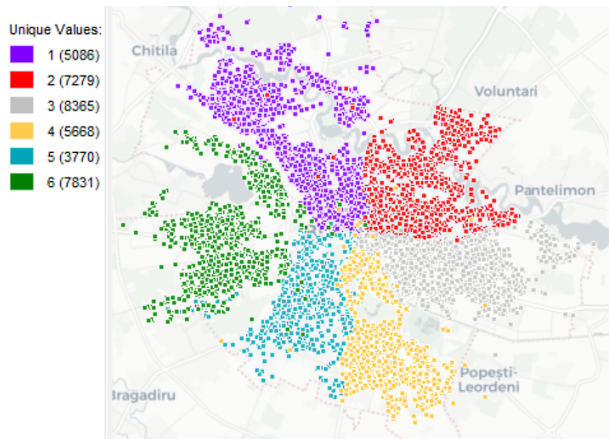 Unique Values:
1 (5086)
2 (7279)
3 (8365)
4 (5668)
5 (3770)
6 (7831)
Chitila
Voluntari
Pantelimon
Popești-
Leordeni
Bragadiru